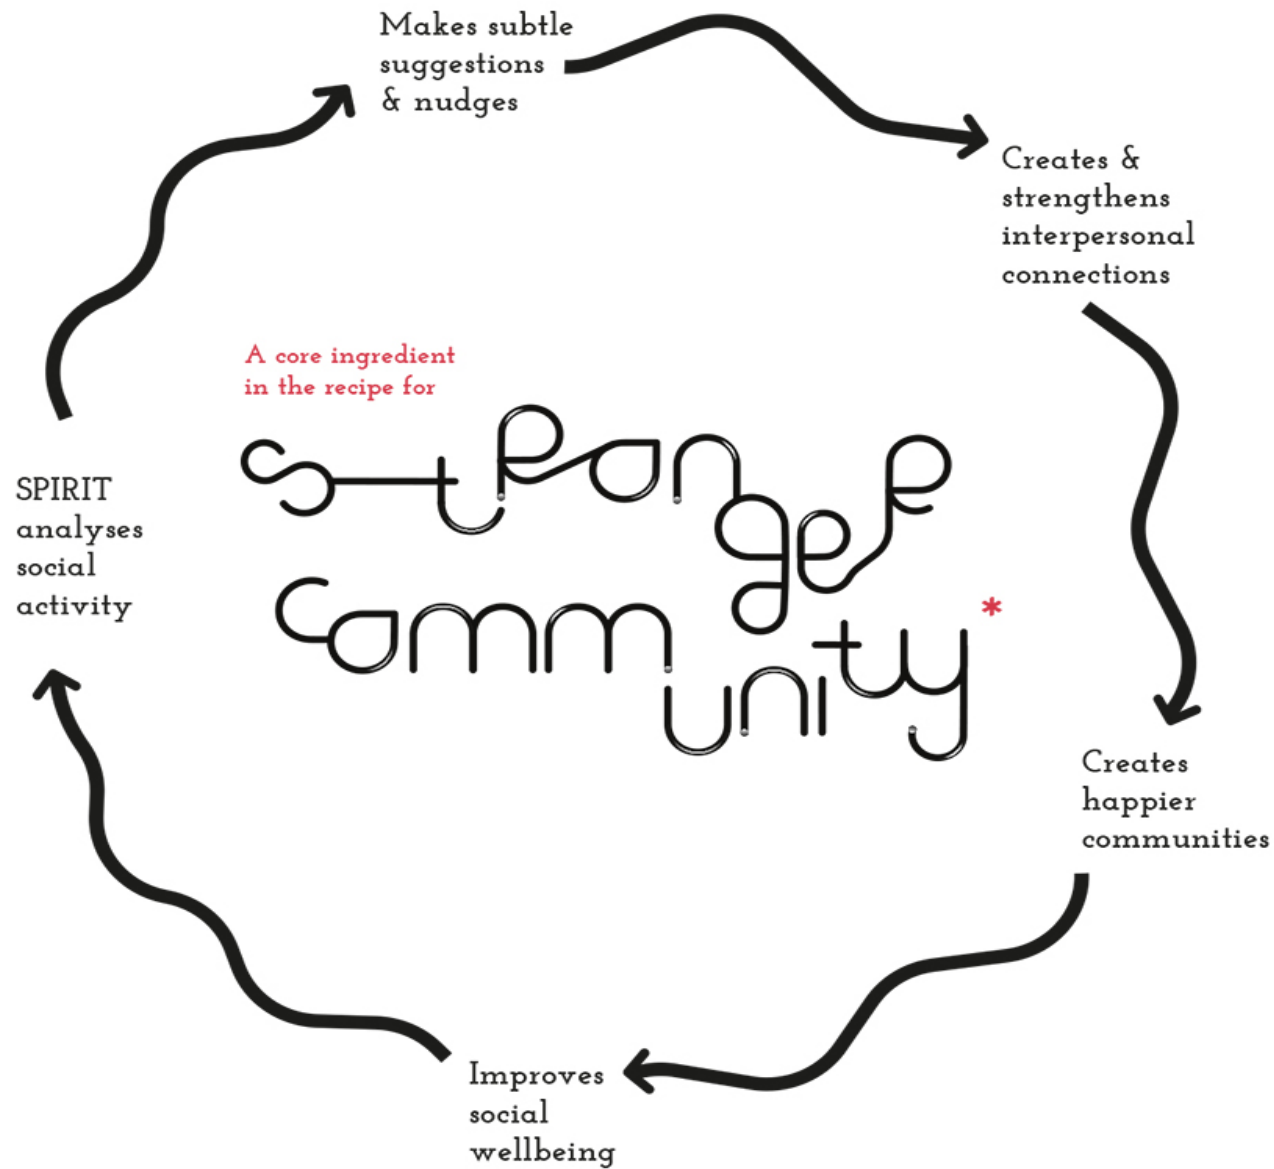 Makes subtle
suggestions
& nudges
Creates &
strengthens
interpersonal
connections
A core ingredient
in the recipe for
stranger
community
*
SPIRIT
analyses
social
activity
Creates
happier
communities
Improves
social
wellbeing